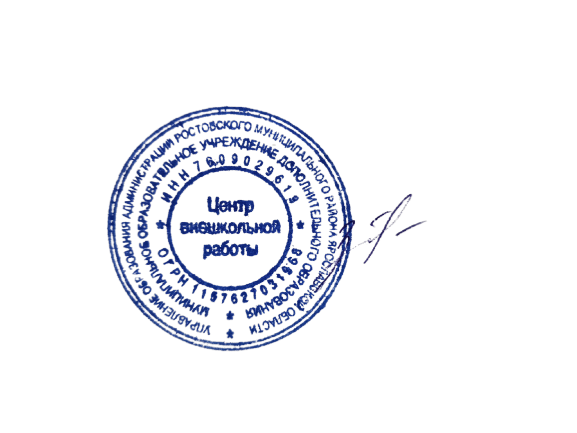 УПРАВЛЕНИЕ ОБРАЗОВАНИЯ АДМИНИСТРАЦИИ РОСТОВСКОГО МУНИЦИПАЛЬНОГО РАЙОНА ЯРОСЛАВСКОЙ ОБЛАСТИ
МУНИЦИПАЛЬНОЕ ОБРАЗОВАТЕЛЬНОЕ УЧРЕЖДЕНИЕ ДОПОЛНИТЕЛЬНОГО ОБРАЗОВАНИЯ
ИНН 7609029619
ОГРН 1157627031968
Центр
внешкольной
работы